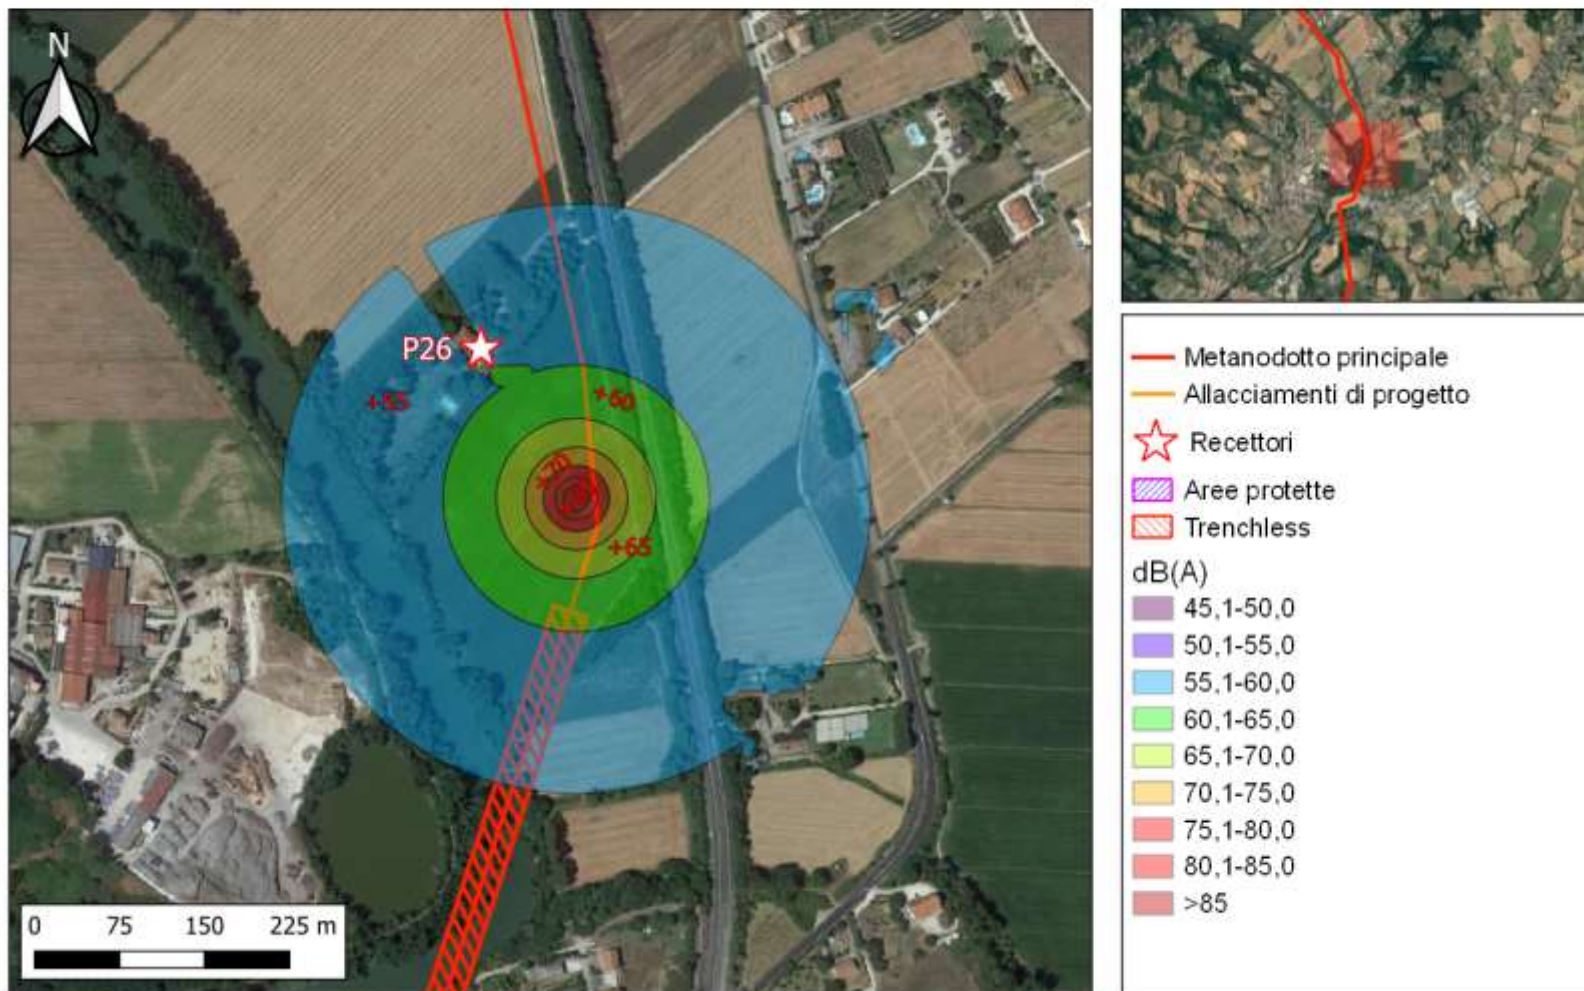 N
P26
+55
+60
+70
+65
0 75 150 225 m
Metanodotto principale
Allacciamenti di progetto
Recettori
Aree protette
Trenchless
dB(A)
45,1-50,0
50,1-55,0
55,1-60,0
60,1-65,0
65,1-70,0
70,1-75,0
75,1-80,0
80,1-85,0
>85